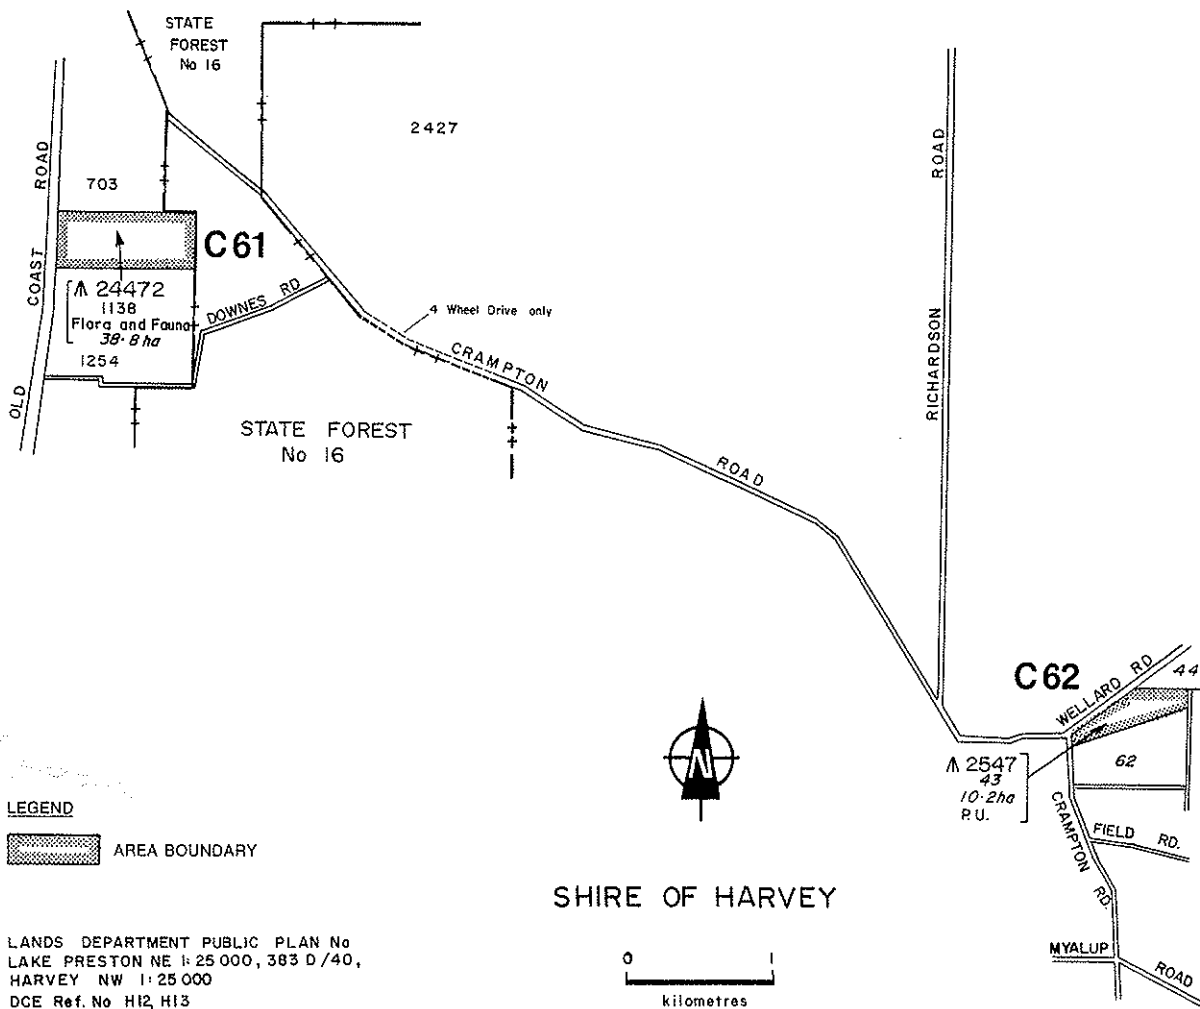 STATE
FOREST
No 16
2427
ROAD
703
COAST
OLD
C61
24472
1138
Flora and Fauna
38·8 ha
1254
DOWNES RD
4 Wheel Drive only
CRAMPTON
ROAD
STATE FOREST
No 16
ROAD
RICHARDSON
C62
WELLARD RD
44
2547
43
10·2ha
P.U.
62
CRAMPTON RD.
FIELD RD.
MYALUP
ROAD
N
LEGEND
AREA BOUNDARY
SHIRE OF HARVEY
LANDS DEPARTMENT PUBLIC PLAN No
LAKE PRESTON NE 1:25 000, 383 D/40,
HARVEY NW 1:25 000
DCE Ref. No H12, H13
0 1
kilometres